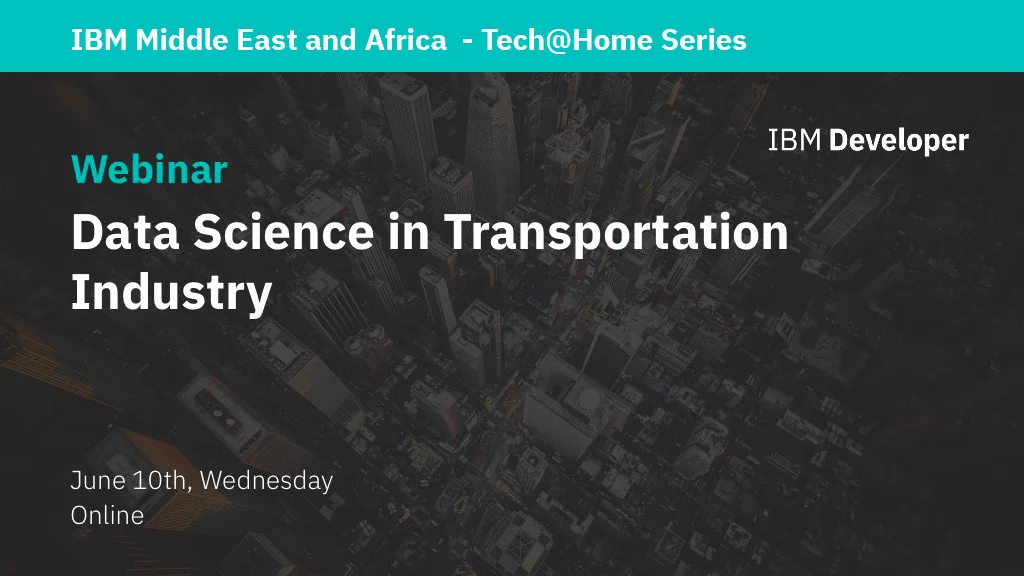 IBM Middle East and Africa - Tech@Home Series
IBM Developer
Webinar
Data Science in Transportation
Industry
June 10th, Wednesday
Online